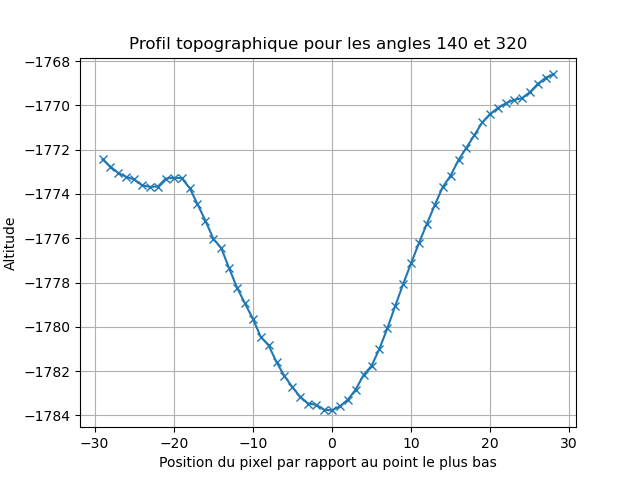 Profil topographique pour les angles 140 et 320
−1768
−1770
−1772
−1774
−1776
−1778
−1780
−1782
−1784
Altitude
−30 −20 −10 0 10 20 30
Position du pixel par rapport au point le plus bas